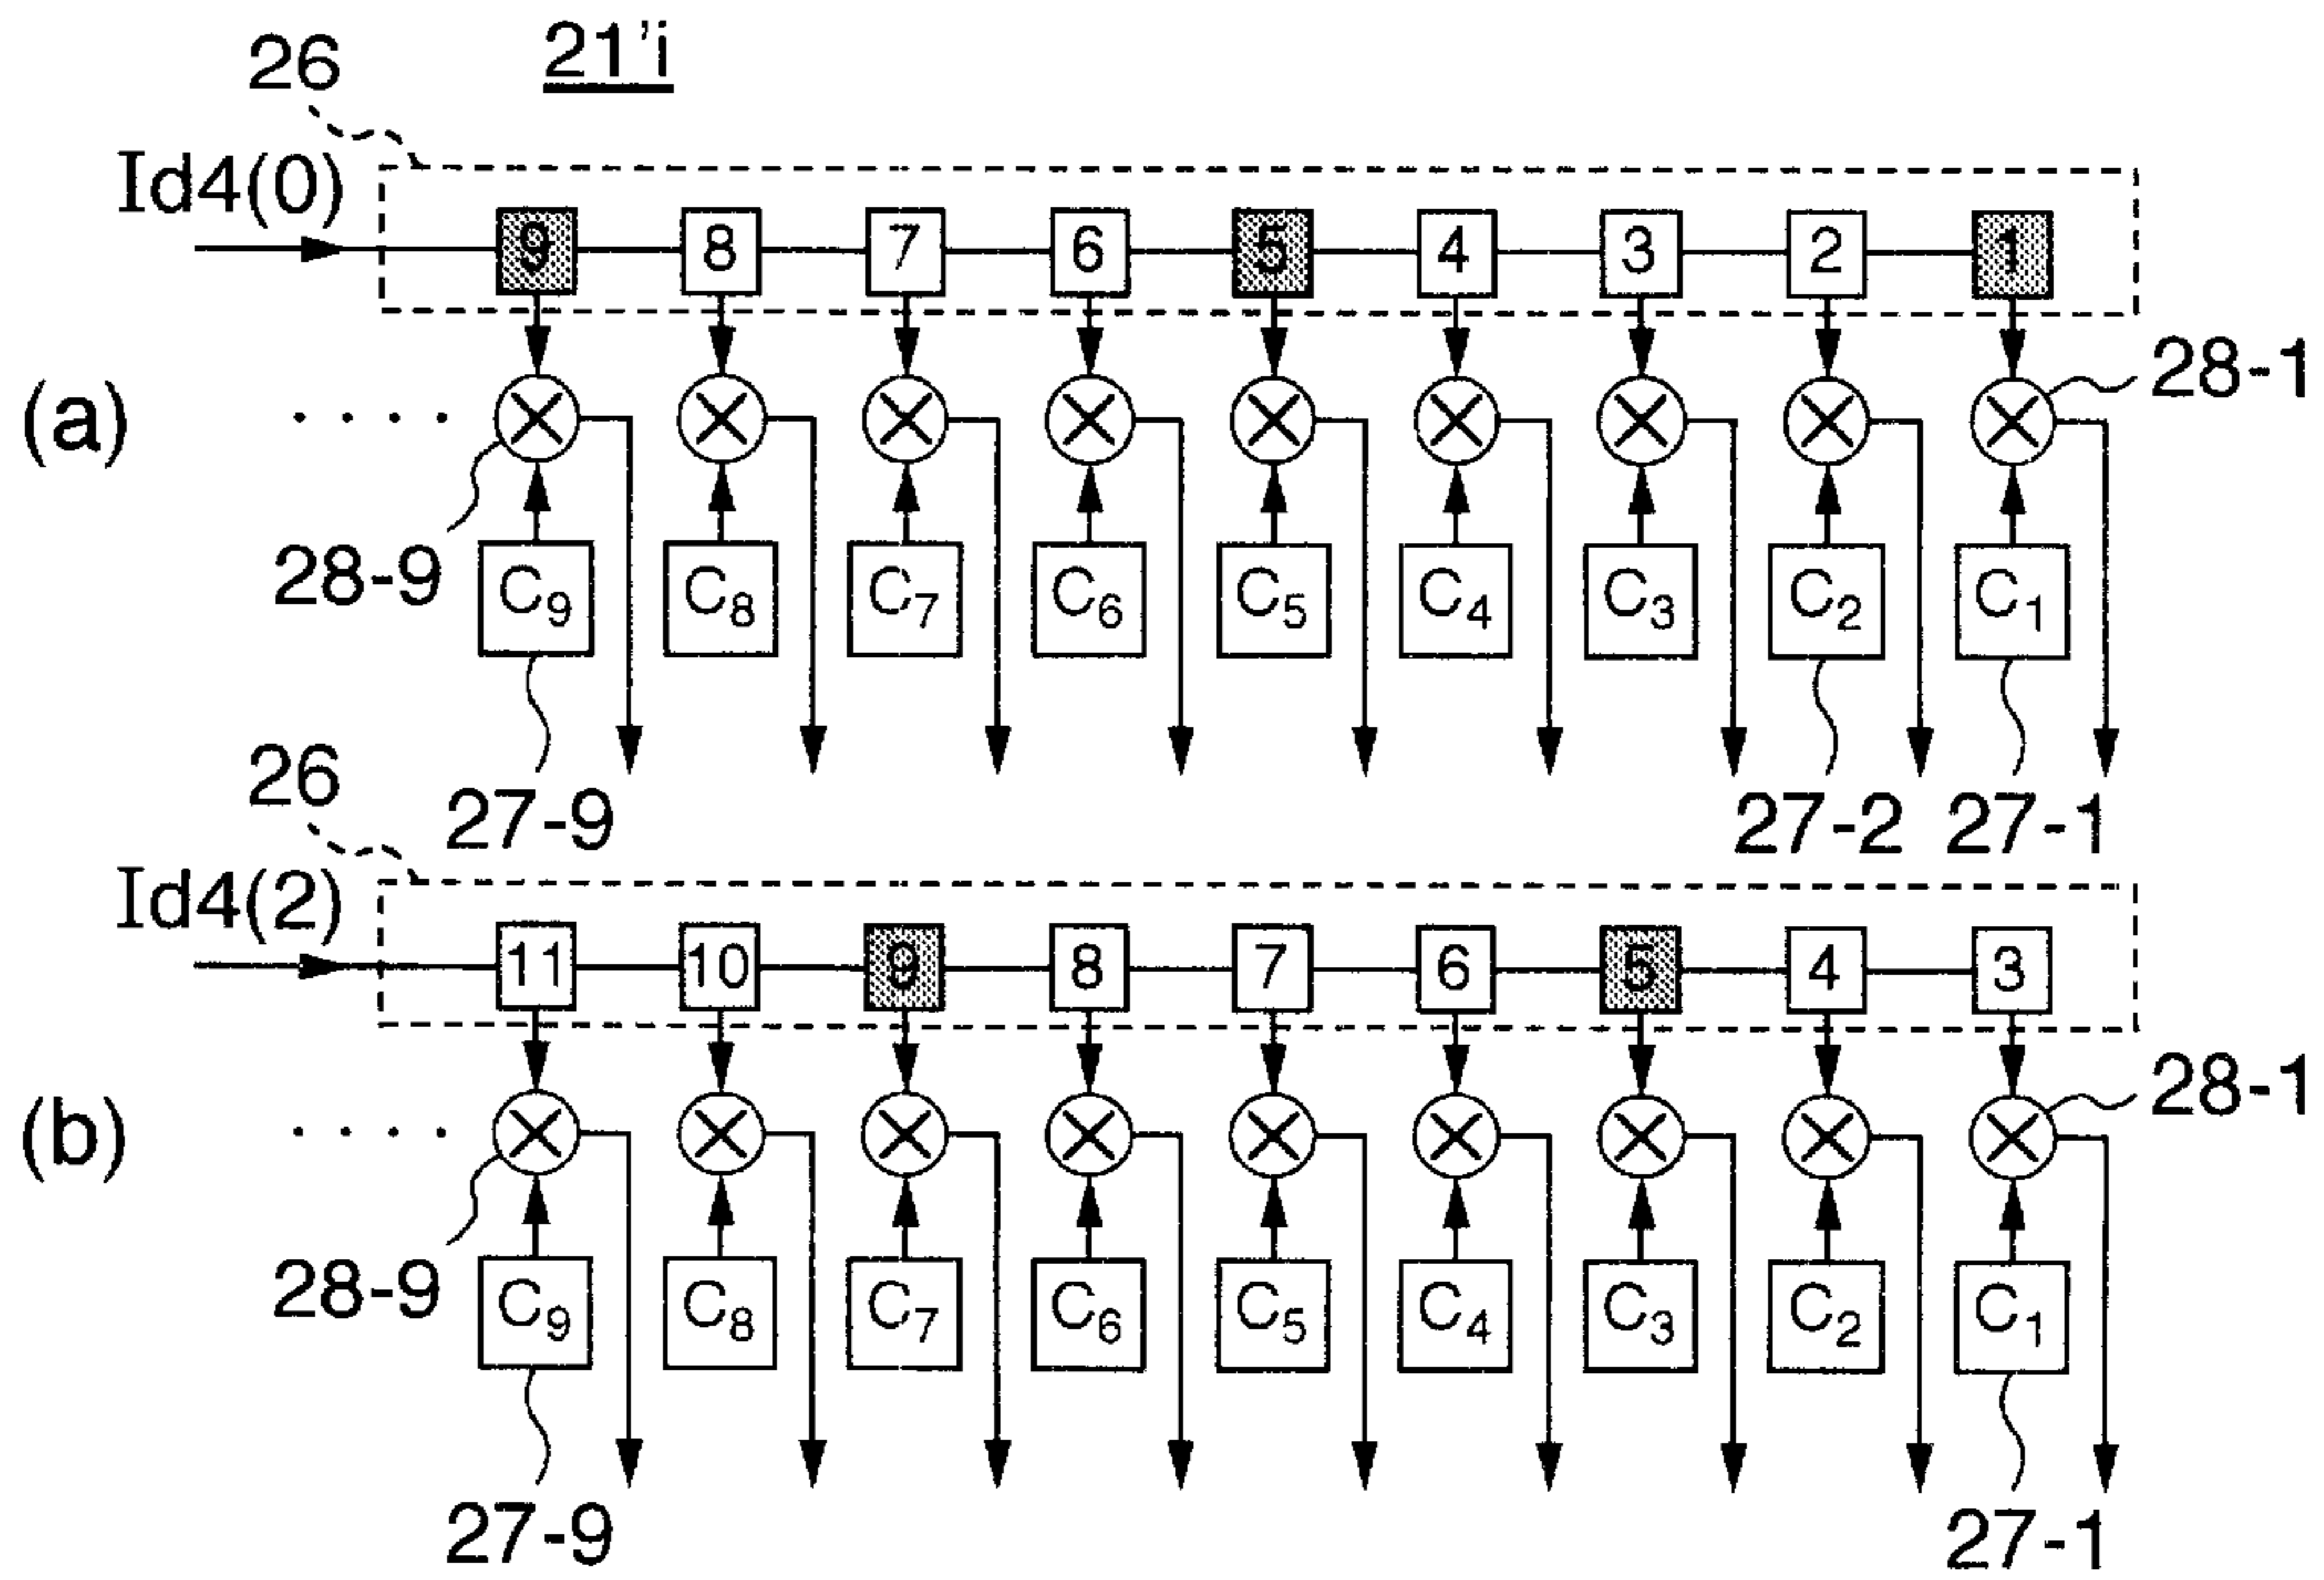 26 21'i
Id4(0)
9 8 7 6 5 4 3 2 1
28-1
(a)
28-9
C9 C8 C7 C6 C5 C4 C3 C2 C1
26
27-9 27-2 27-1
Id4(2)
11 10 9 8 7 6 5 4 3
28-1
(b)
28-9
C9 C8 C7 C6 C5 C4 C3 C2 C1
27-9 27-1